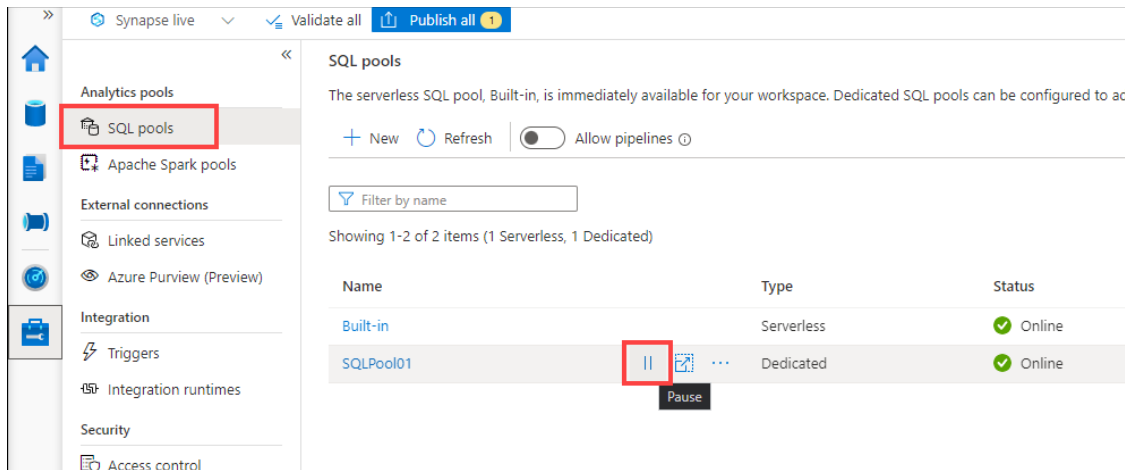 Synapse live
Validate all
Publish all 1
Analytics pools
SQL pools
Apache Spark pools
External connections
Linked services
Azure Purview (Preview)
Integration
Triggers
Integration runtimes
Security
Access control
SQL pools
The serverless SQL pool, Built-in, is immediately available for your workspace. Dedicated SQL pools can be configured to
New Refresh Allow pipelines
Filter by name
Showing 1-2 of 2 items (1 Serverless, 1 Dedicated)
Name Type Status
Built-in Serverless Online
SQLPool01 Dedicated Online
Pause